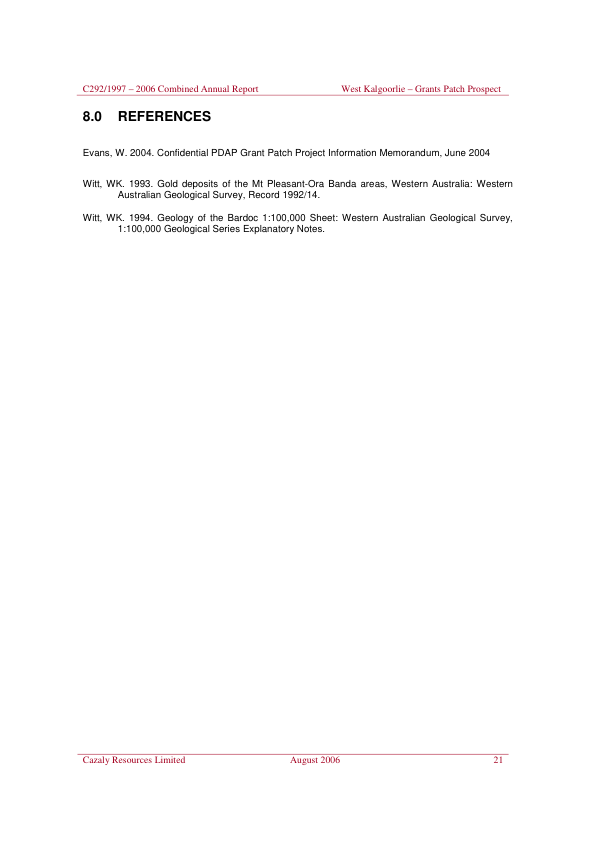 C292/1997 – 2006 Combined Annual Report West Kalgoorlie – Grants Patch Prospect
8.0 REFERENCES
Evans, W. 2004. Confidential PDAP Grant Patch Project Information Memorandum, June 2004
Witt, WK. 1993. Gold deposits of the Mt Pleasant-Ora Banda areas, Western Australia: Western
Australian Geological Survey, Record 1992/14.
Witt, WK. 1994. Geology of the Bardoc 1:100,000 Sheet: Western Australian Geological Survey,
1:100,000 Geological Series Explanatory Notes.
Cazaly Resources Limited August 2006 21